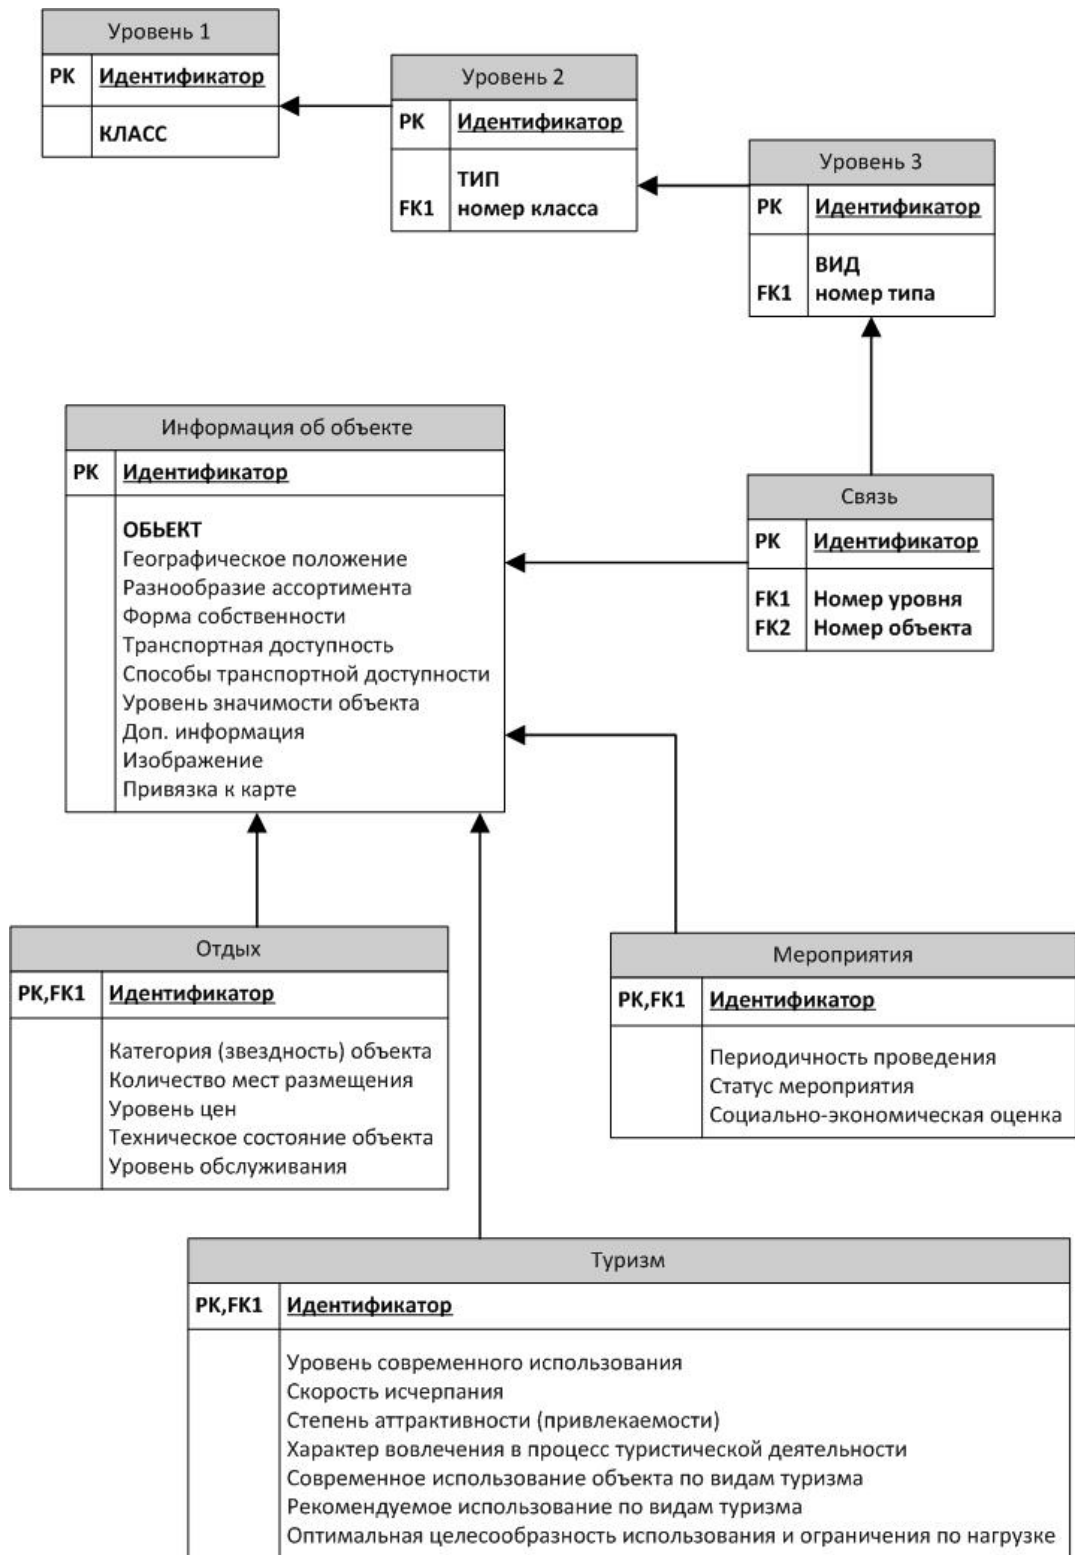 Уровень 1
PK Идентификатор
КЛАСС
Уровень 2
PK Идентификатор
ТИП
FK1 номер класса
Уровень 3
PK Идентификатор
ВИД
FK1 номер типа
Информация об объекте
PK Идентификатор
ОБЬЕКТ
Географическое положение
Разнообразие ассортимента
Форма собственности
Транспортная доступность
Способы транспортной доступности
Уровень значимости объекта
Доп. информация
Изображение
Привязка к карте
Связь
PK Идентификатор
FK1 Номер уровня
FK2 Номер объекта
Отдых
PK,FK1 Идентификатор
Категория (звездность) объекта
Количество мест размещения
Уровень цен
Техническое состояние объекта
Уровень обслуживания
Мероприятия
PK,FK1 Идентификатор
Периодичность проведения
Статус мероприятия
Социально-экономическая оценка
Туризм
PK,FK1 Идентификатор
Уровень современного использования
Скорость исчерпания
Степень аттрактивности (привлекаемости)
Характер вовлечения в процесс туристической деятельности
Современное использование объекта по видам туризма
Рекомендуемое использование по видам туризма
Оптимальная целесообразность использования и ограничения по нагрузке